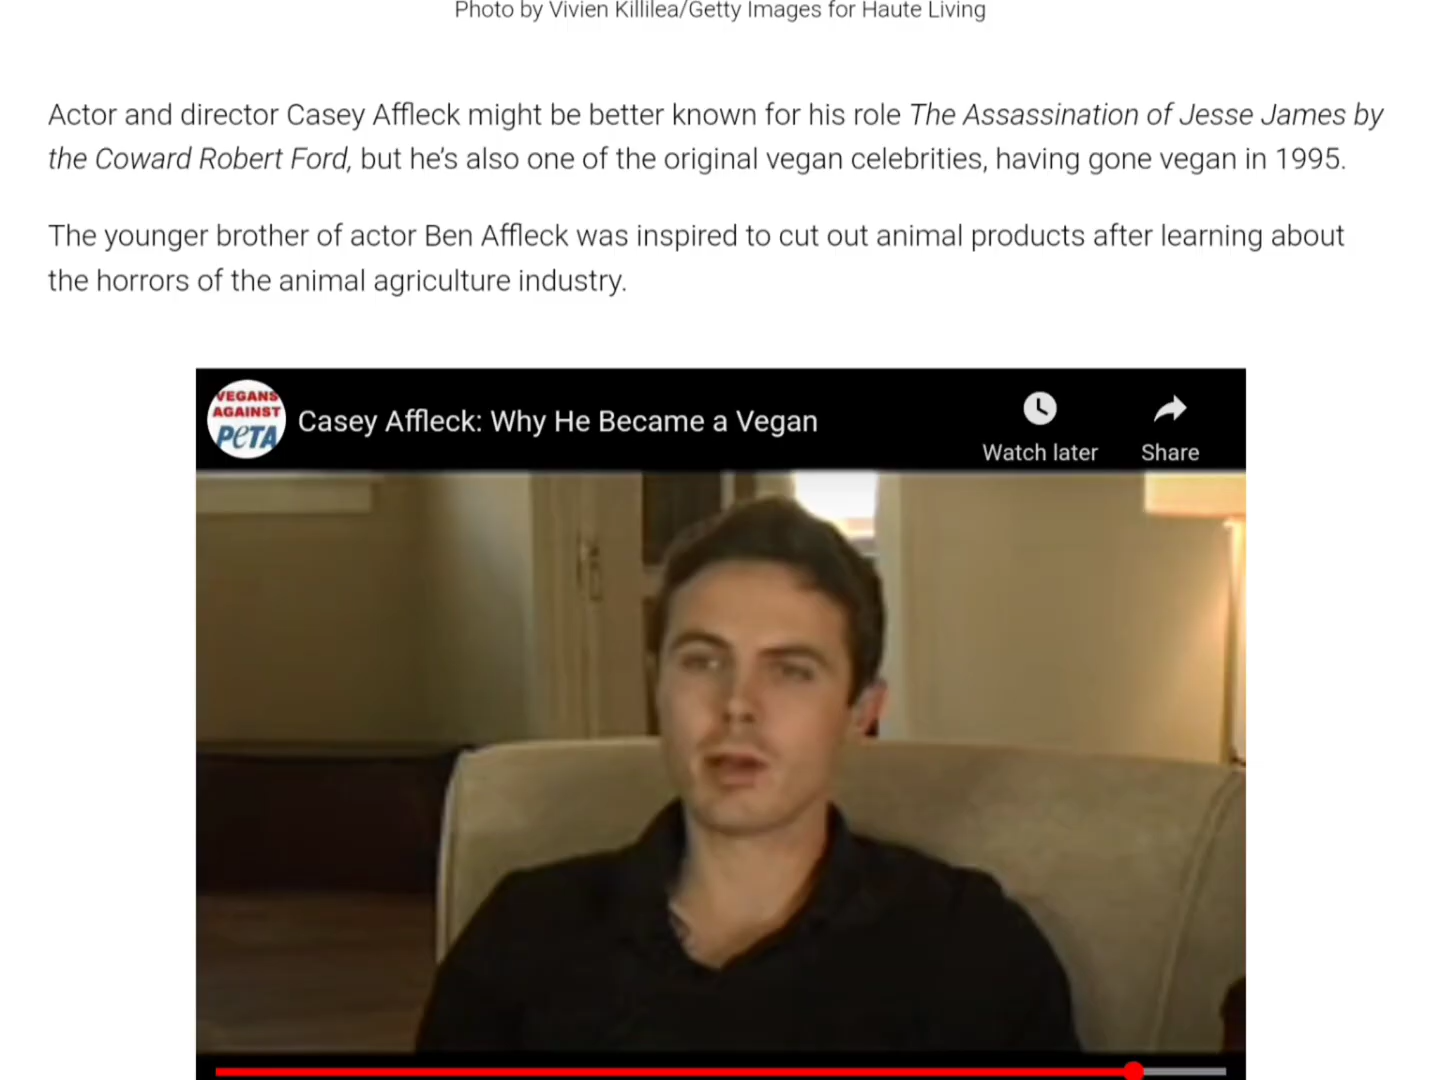 Photo by Vivien Killilea/Getty Images for Haute Living
Actor and director Casey Affleck might be better known for his role The Assassination of Jesse James by
the Coward Robert Ford, but he's also one of the original vegan celebrities, having gone vegan in 1995.
The younger brother of actor Ben Affleck was inspired to cut out animal products after learning about
the horrors of the animal agriculture industry.
VEGANS
AGAINST
PETA
Casey Affleck: Why He Became a Vegan
Watch later
Share